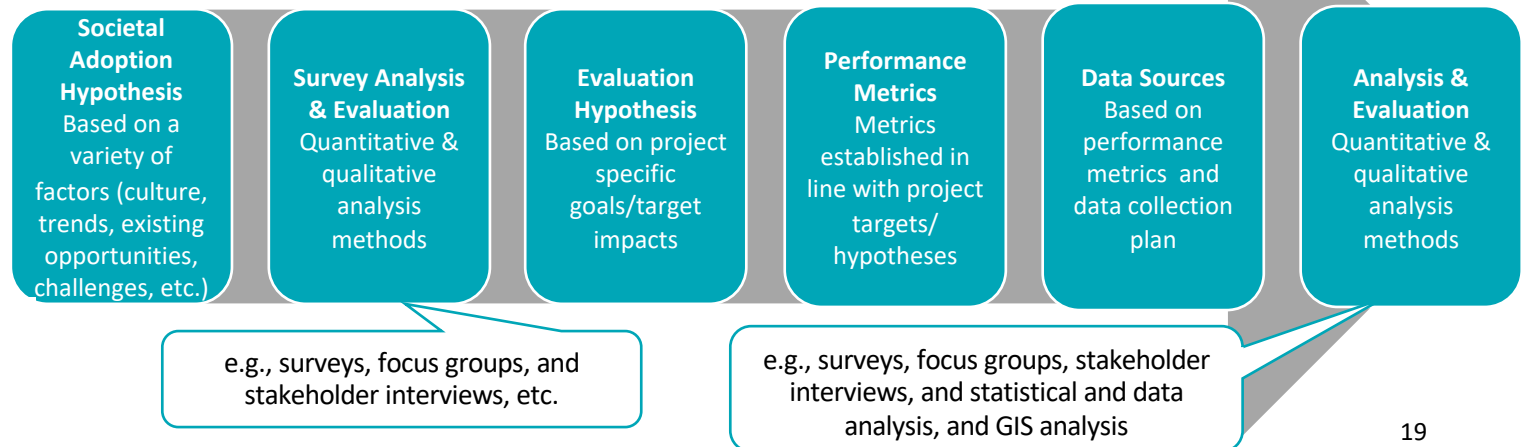 Societal
Adoption
Hypothesis
Based on a
variety of
factors (culture,
trends, existing
opportunities,
challenges, etc.)
Survey Analysis
& Evaluation
Quantitative &
qualitative
analysis
methods
Evaluation
Hypothesis
Based on project
specific
goals/target
impacts
Performance
Metrics
Metrics
established in
line with project
targets/
hypotheses
Data Sources
Based on
performance
metrics and
data collection
plan
Analysis &
Evaluation
Quantitative &
qualitative
analysis
methods
e.g., surveys, focus groups, and
stakeholder interviews, etc.
e.g., surveys, focus groups, stakeholder
interviews, and statistical and data
analysis, and GIS analysis
19